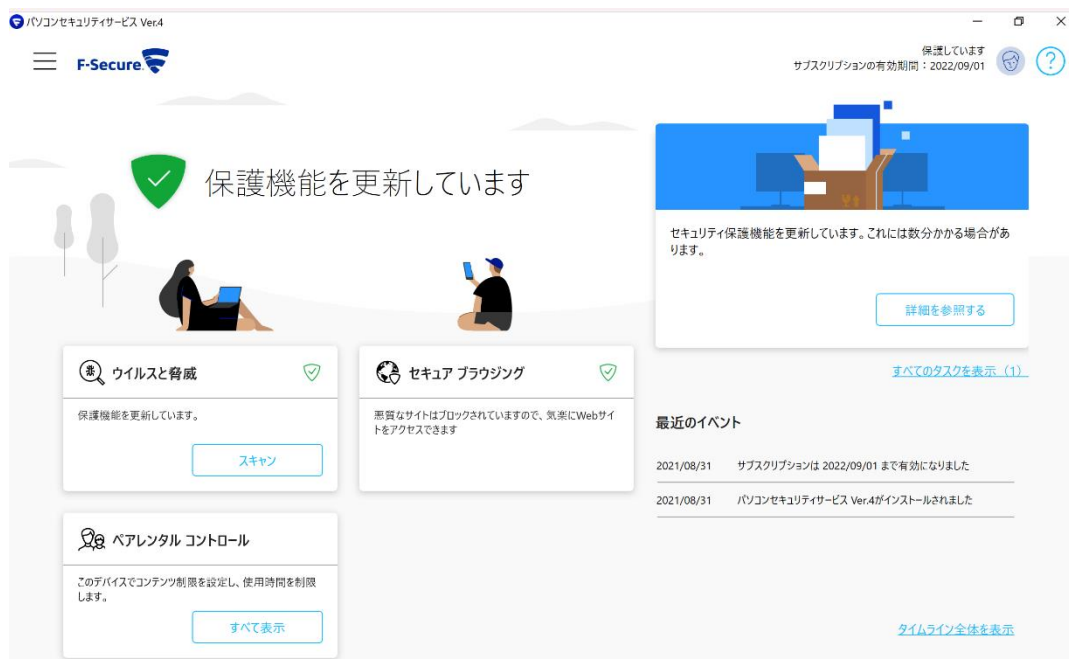 パソコンセキュリティサービス Ver.4
F-Secure
保護しています
サブスクリプションの有効期間：2022/09/01
?
保護機能を更新しています
セキュリティ保護機能を更新しています。これには数分かかる場合があ
ります。
詳細を参照する
すべてのタスクを表示（1）
ウイルスと脅威
保護機能を更新しています。
スキャン
セキュア ブラウジング
悪質なサイトはブロックされていますので、気楽にWebサイ
トをアクセスできます
最近のイベント
2021/08/31 サブスクリプションは 2022/09/01 まで有効になりました
2021/08/31 パソコンセキュリティサービス Ver.4がインストールされました
ペアレンタル コントロール
このデバイスでコンテンツ制限を設定し、使用時間を制限
します。
すべて表示
タイムライン全体を表示